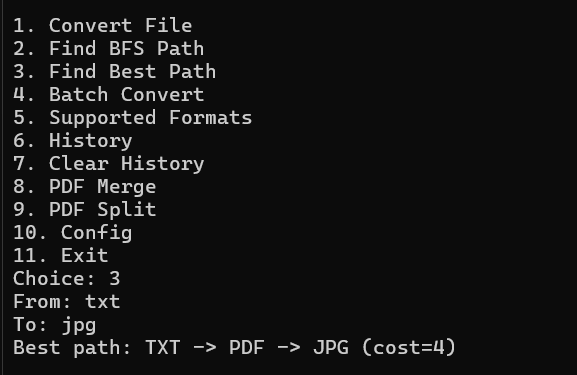 1. Convert File
2. Find BFS Path
3. Find Best Path
4. Batch Convert
5. Supported Formats
6. History
7. Clear History
8. PDF Merge
9. PDF Split
10. Config
11. Exit
Choice: 3
From: txt
To: jpg
Best path: TXT -> PDF -> JPG (cost=4)